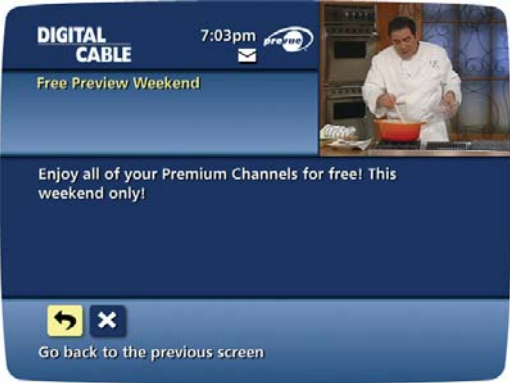 DIGITAL
CABLE
7:03pm
prevue
Free Preview Weekend
Enjoy all of your Premium Channels for free! This
weekend only!
Go back to the previous screen